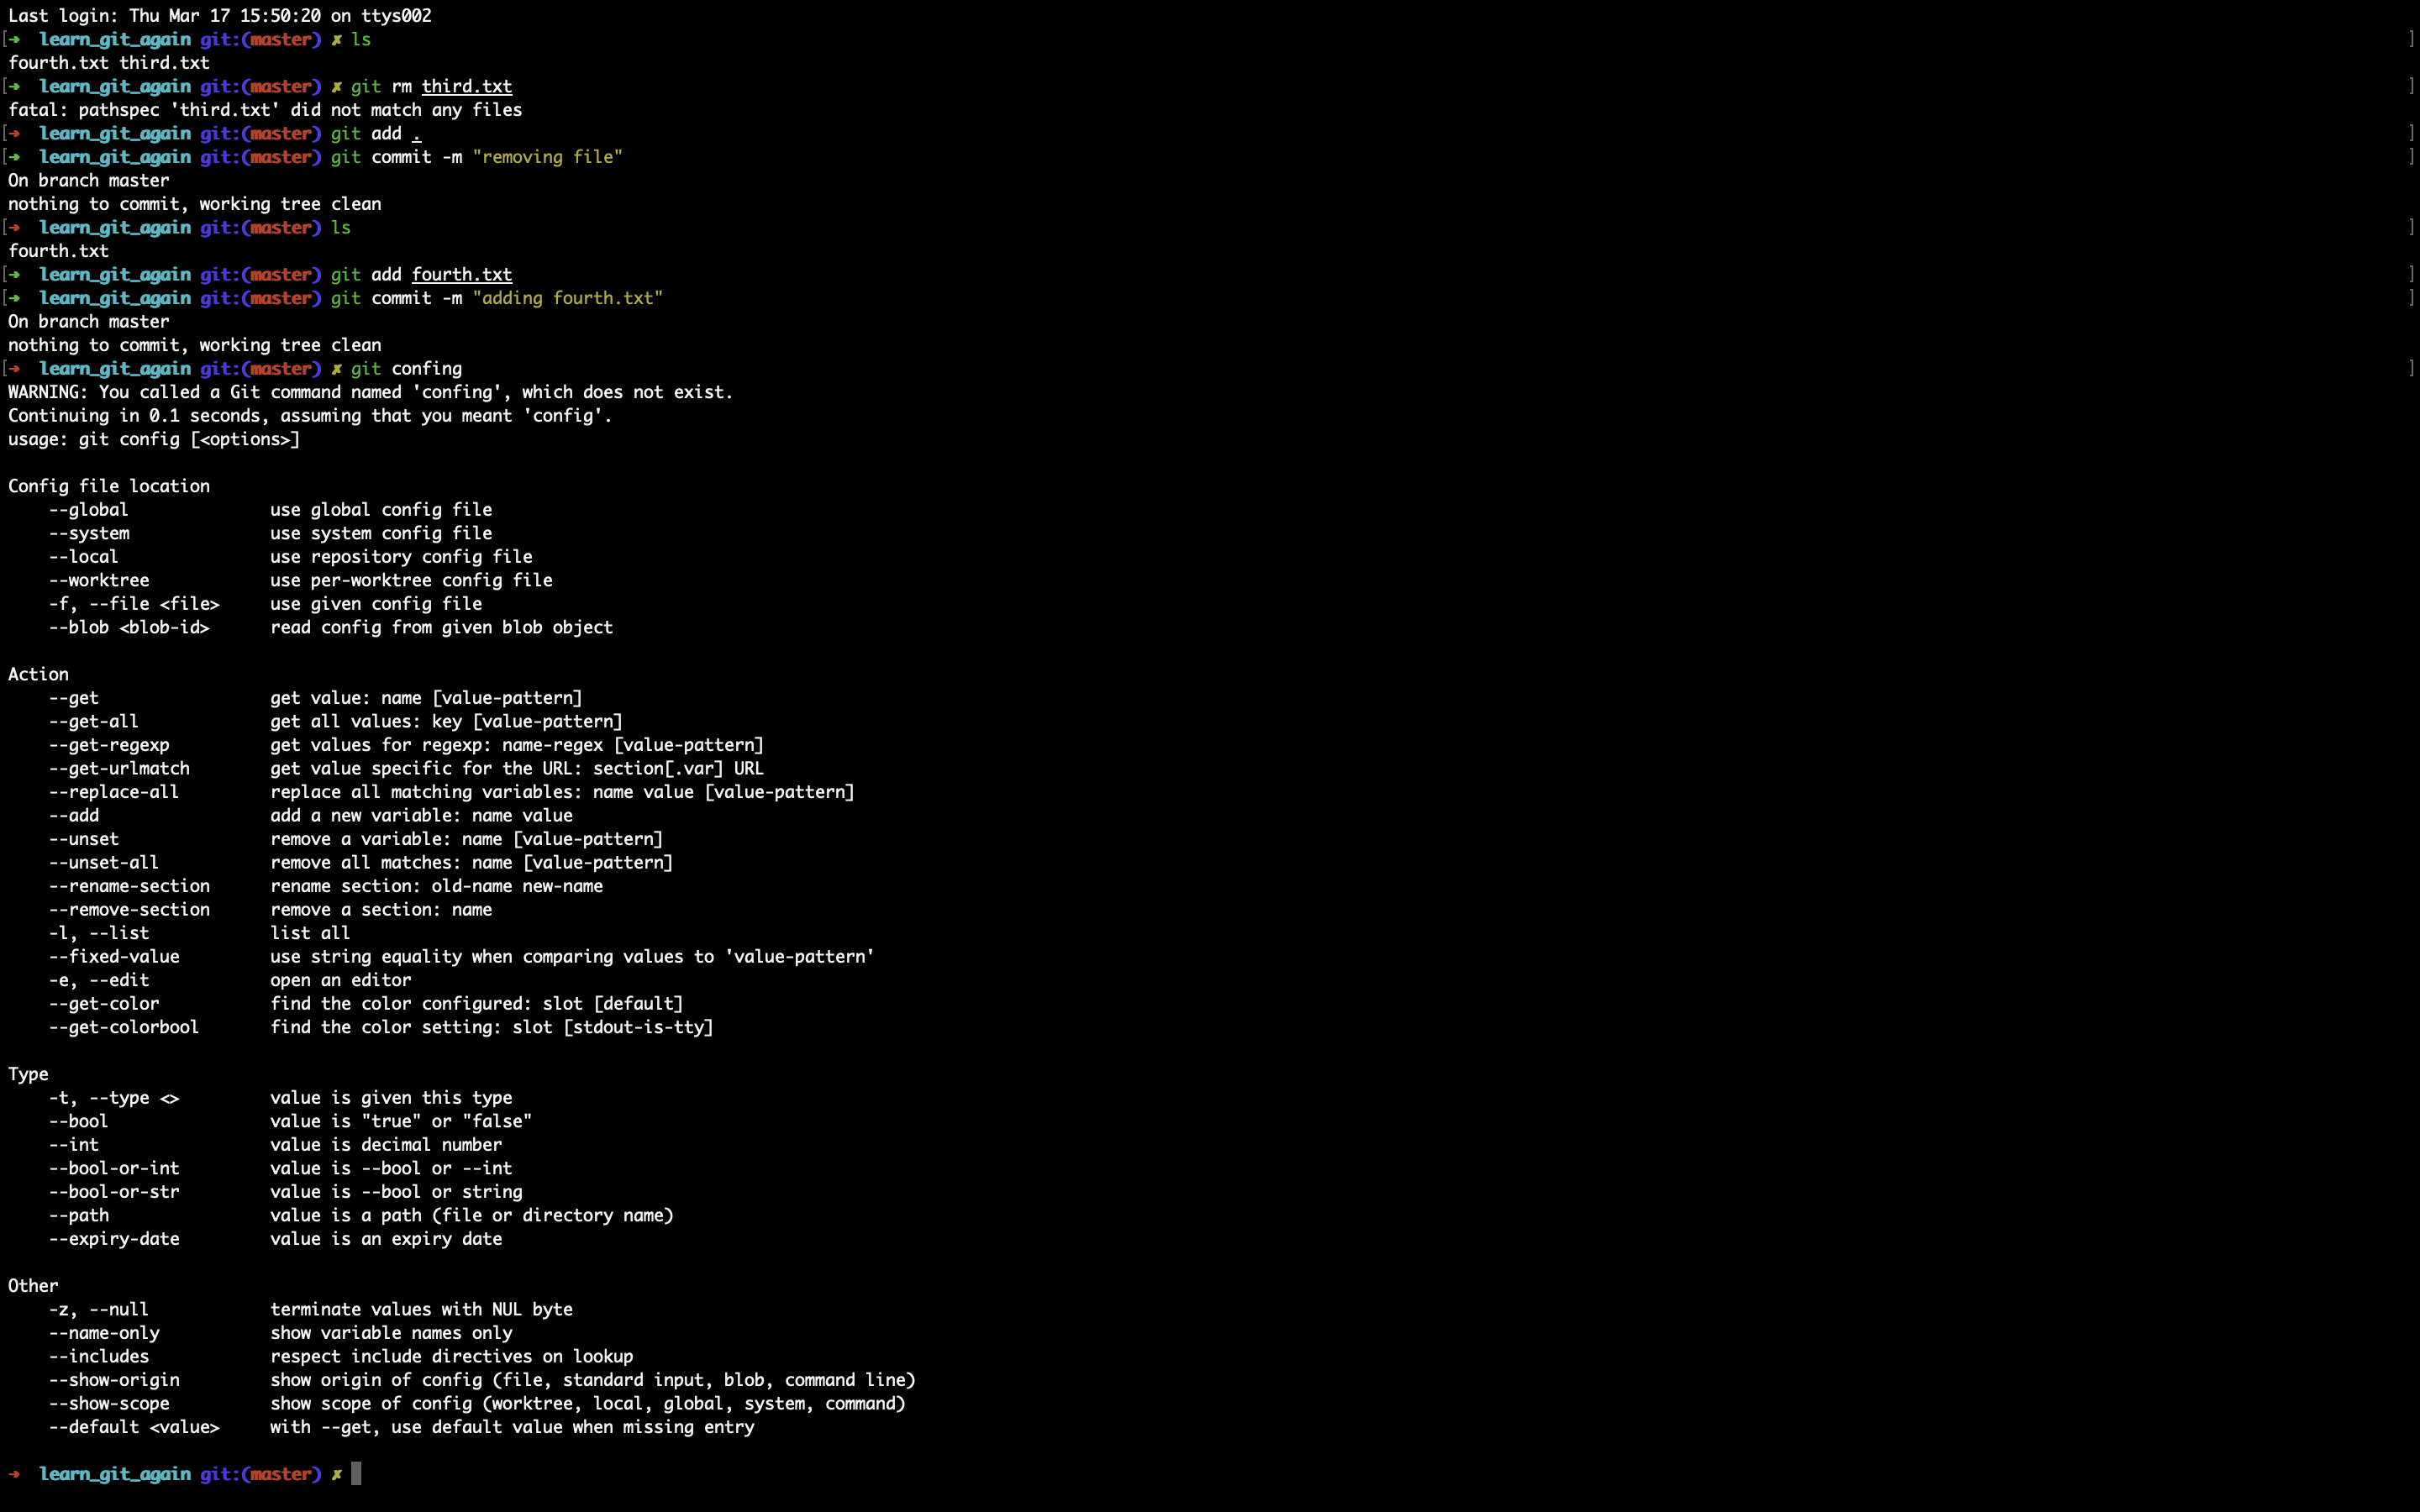 Last login: Thu Mar 17 15:50:20 on ttys002
[➜  learn_git_again git:(master) ✗ ls ]
fourth.txt third.txt
[➜  learn_git_again git:(master) ✗ git rm third.txt ]
fatal: pathspec 'third.txt' did not match any files
[➜  learn_git_again git:(master) git add . ]
[➜  learn_git_again git:(master) git commit -m "removing file" ]
On branch master
nothing to commit, working tree clean
[➜  learn_git_again git:(master) ls ]
fourth.txt
[➜  learn_git_again git:(master) git add fourth.txt ]
[➜  learn_git_again git:(master) git commit -m "adding fourth.txt" ]
On branch master
nothing to commit, working tree clean
[➜  learn_git_again git:(master) ✗ git confing ]
WARNING: You called a Git command named 'confing', which does not exist.
Continuing in 0.1 seconds, assuming that you meant 'config'.
usage: git config [<options>]

Config file location
    --global              use global config file
    --system              use system config file
    --local               use repository config file
    --worktree            use per-worktree config file
    -f, --file <file>     use given config file
    --blob <blob-id>      read config from given blob object

Action
    --get                 get value: name [value-pattern]
    --get-all             get all values: key [value-pattern]
    --get-regexp          get values for regexp: name-regex [value-pattern]
    --get-urlmatch        get value specific for the URL: section[.var] URL
    --replace-all         replace all matching variables: name value [value-pattern]
    --add                 add a new variable: name value
    --unset               remove a variable: name [value-pattern]
    --unset-all           remove all matches: name [value-pattern]
    --rename-section      rename section: old-name new-name
    --remove-section      remove a section: name
    -l, --list            list all
    --fixed-value         use string equality when comparing values to 'value-pattern'
    -e, --edit            open an editor
    --get-color           find the color configured: slot [default]
    --get-colorbool       find the color setting: slot [stdout-is-tty]

Type
    -t, --type <>         value is given this type
    --bool                value is "true" or "false"
    --int                 value is decimal number
    --bool-or-int         value is --bool or --int
    --bool-or-str         value is --bool or string
    --path                value is a path (file or directory name)
    --expiry-date         value is an expiry date

Other
    -z, --null            terminate values with NUL byte
    --name-only           show variable names only
    --includes            respect include directives on lookup
    --show-origin         show origin of config (file, standard input, blob, command line)
    --show-scope          show scope of config (worktree, local, global, system, command)
    --default <value>     with --get, use default value when missing entry

➜  learn_git_again git:(master) ✗